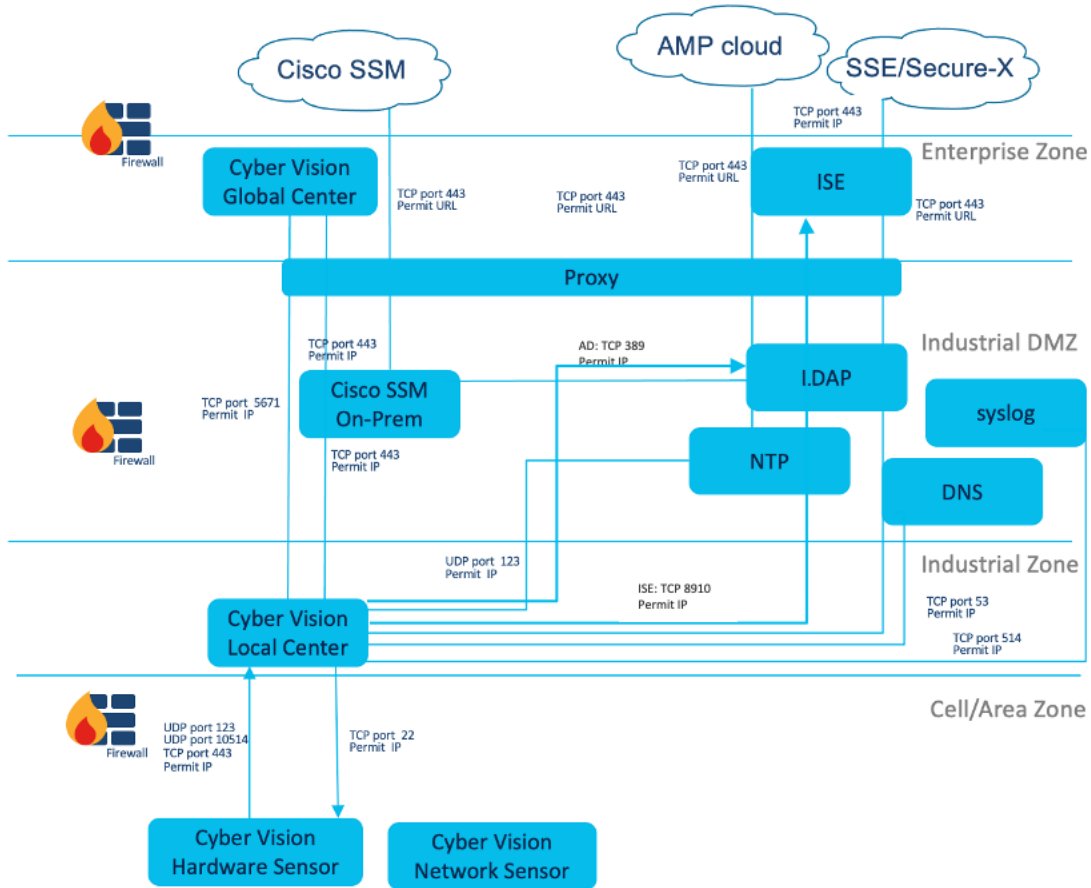 Cisco SSM
AMP cloud
SSE/Secure-X
TCP port 443
Permit IP
Firewall
Enterprise Zone
Cyber Vision
Global Center
TCP port 443
Permit URL
TCP port 443
Permit URL
TCP port 443
Permit URL
ISE
TCP port 443
Permit URL
Proxy
Industrial DMZ
TCP port 443
Permit IP
AD: TCP 389
Permit IP
I.DAP
Cisco SSM
On-Prem
TCP port 5671
Permit IP
syslog
Firewall
TCP port 443
Permit IP
NTP
DNS
Industrial Zone
UDP port 123
Permit IP
ISE: TCP 8910
Permit IP
TCP port 53
Permit IP
Cyber Vision
Local Center
TCP port 514
Permit IP
Cell/Area Zone
Firewall
UDP port 123
UDP port 10514
TCP port 443
Permit IP
TCP port 22
Permit IP
Cyber Vision
Hardware Sensor
Cyber Vision
Network Sensor